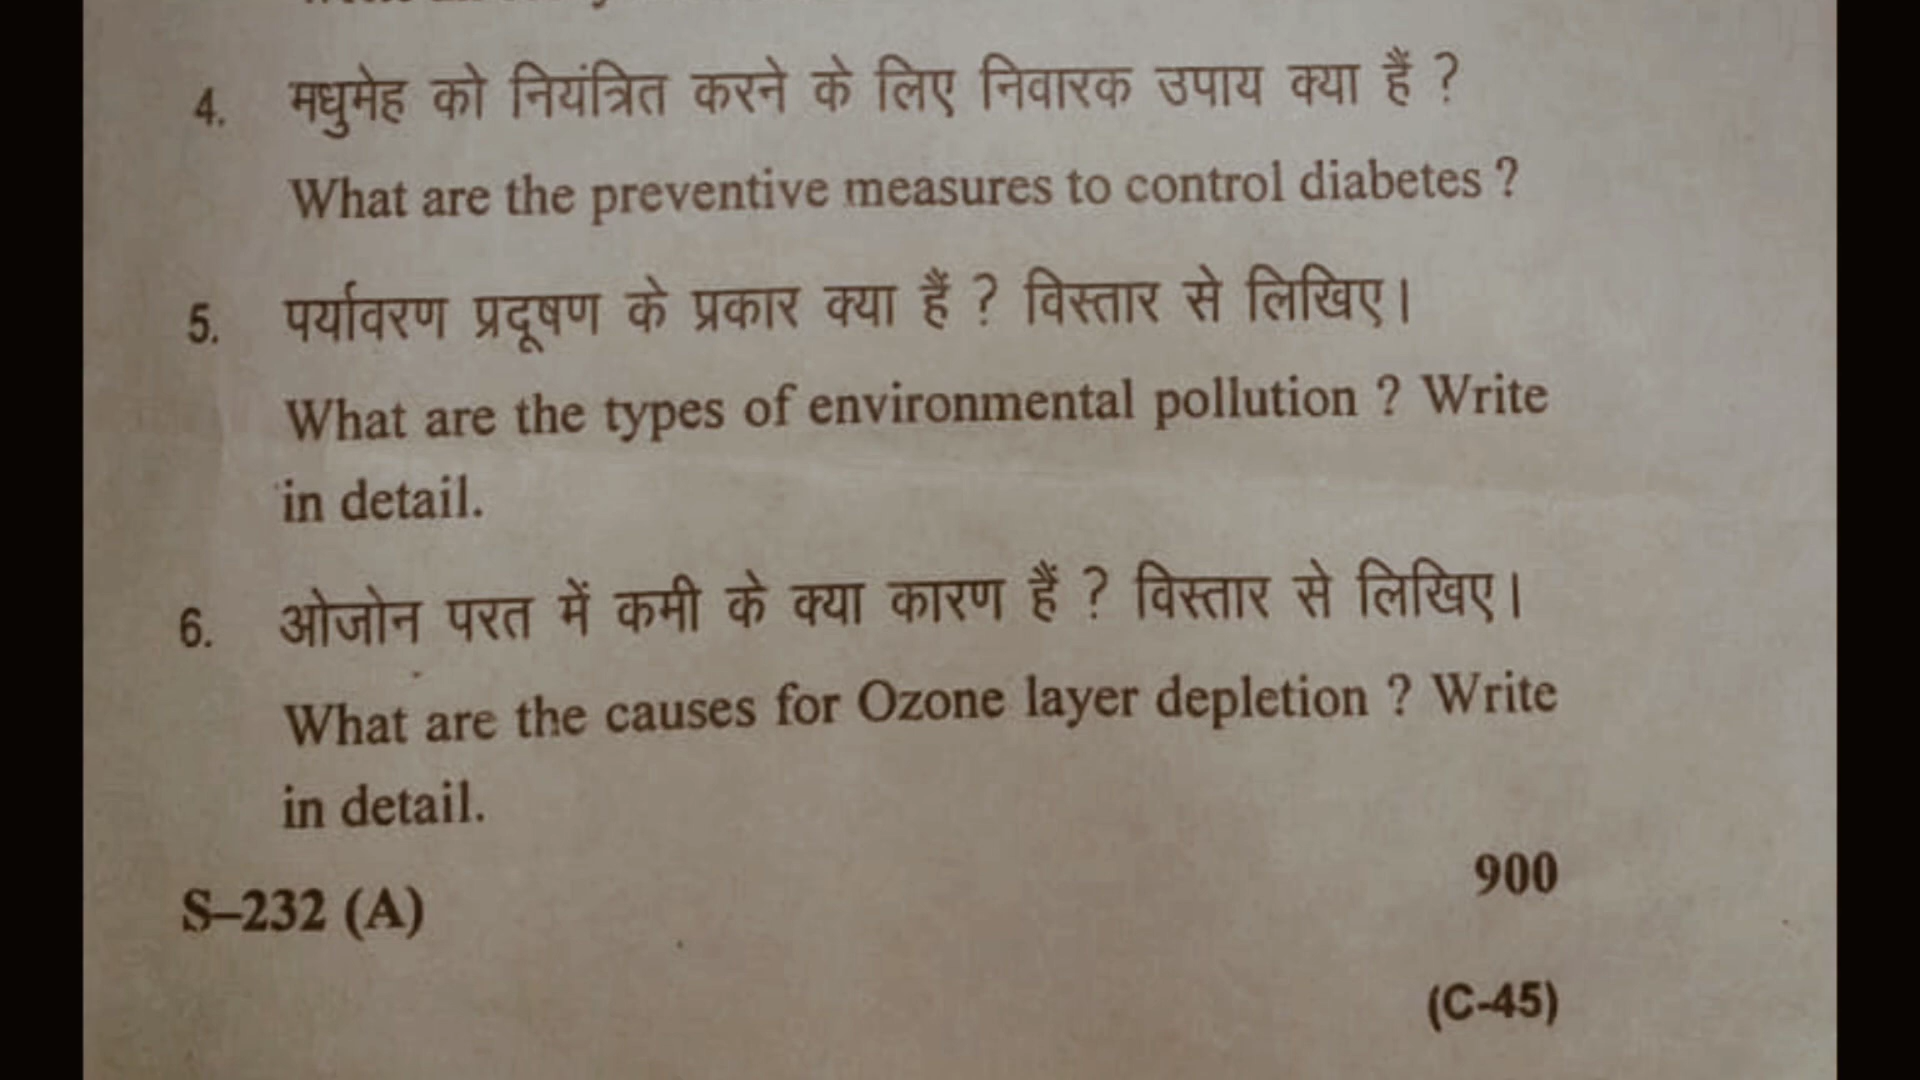 4. मधुमेह को नियंत्रित करने के लिए निवारक उपाय क्या हैं ?
What are the preventive measures to control diabetes ?
5. पर्यावरण प्रदूषण के प्रकार क्या हैं ? विस्तार से लिखिए।
What are the types of environmental pollution ? Write
in detail.
6. ओजोन परत में कमी के क्या कारण हैं ? विस्तार से लिखिए।
What are the causes for Ozone layer depletion ? Write
in detail.
900
S–232 (A)
(C-45)